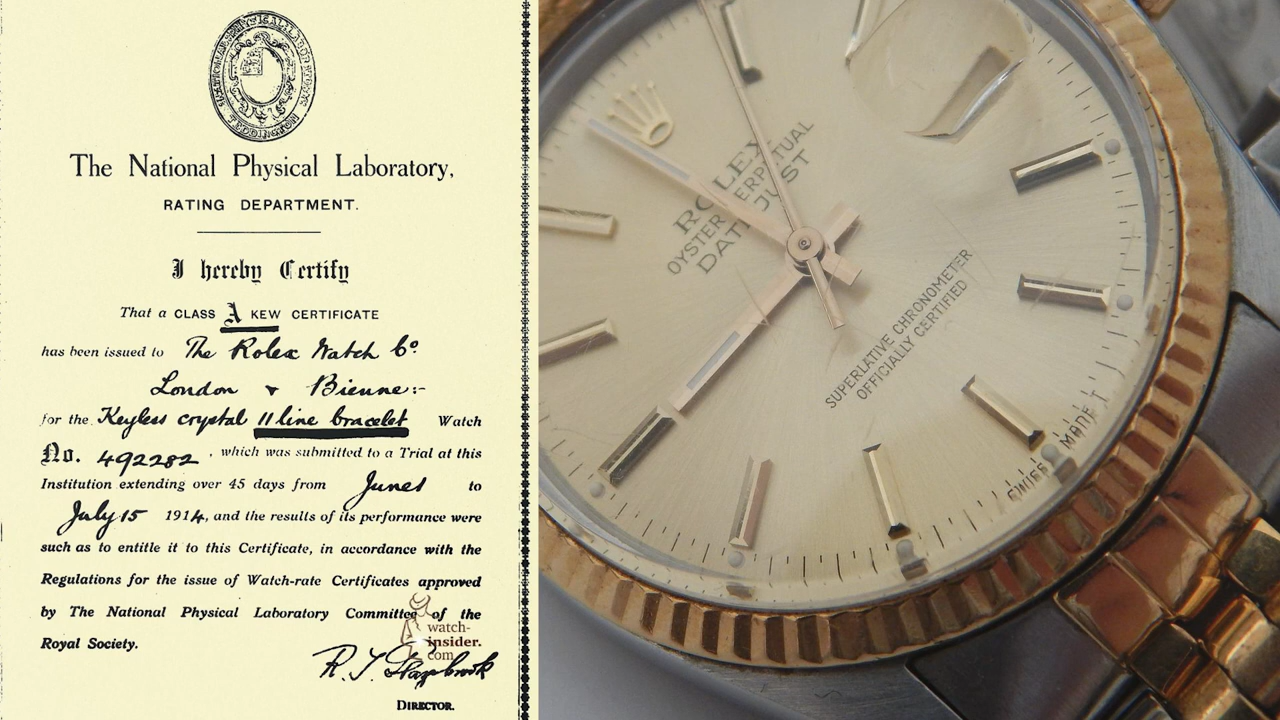 The National Physical Laboratory,
RATING DEPARTMENT.
I hereby Certify
That a CLASS A KEW CERTIFICATE
has been issued to The Rolex Watch Co.
London & Bienne:-
for the Keyless crystal 11 line bracelet Watch
No. 492282, which was submitted to a Trial at this
Institution extending over 45 days from June 1 to
July 15 1914, and the results of its performance were
such as to entitle it to this Certificate, in accordance with the
Regulations for the issue of Watch-rate Certificates approved
by The National Physical Laboratory Committee of the
Royal Society.
watch-
insider.
com
DIRECTOR.
ROLEX
OYSTER PERPETUAL
DATEJUST
SUPERLATIVE CHRONOMETER
OFFICIALLY CERTIFIED
SWISS MADE T